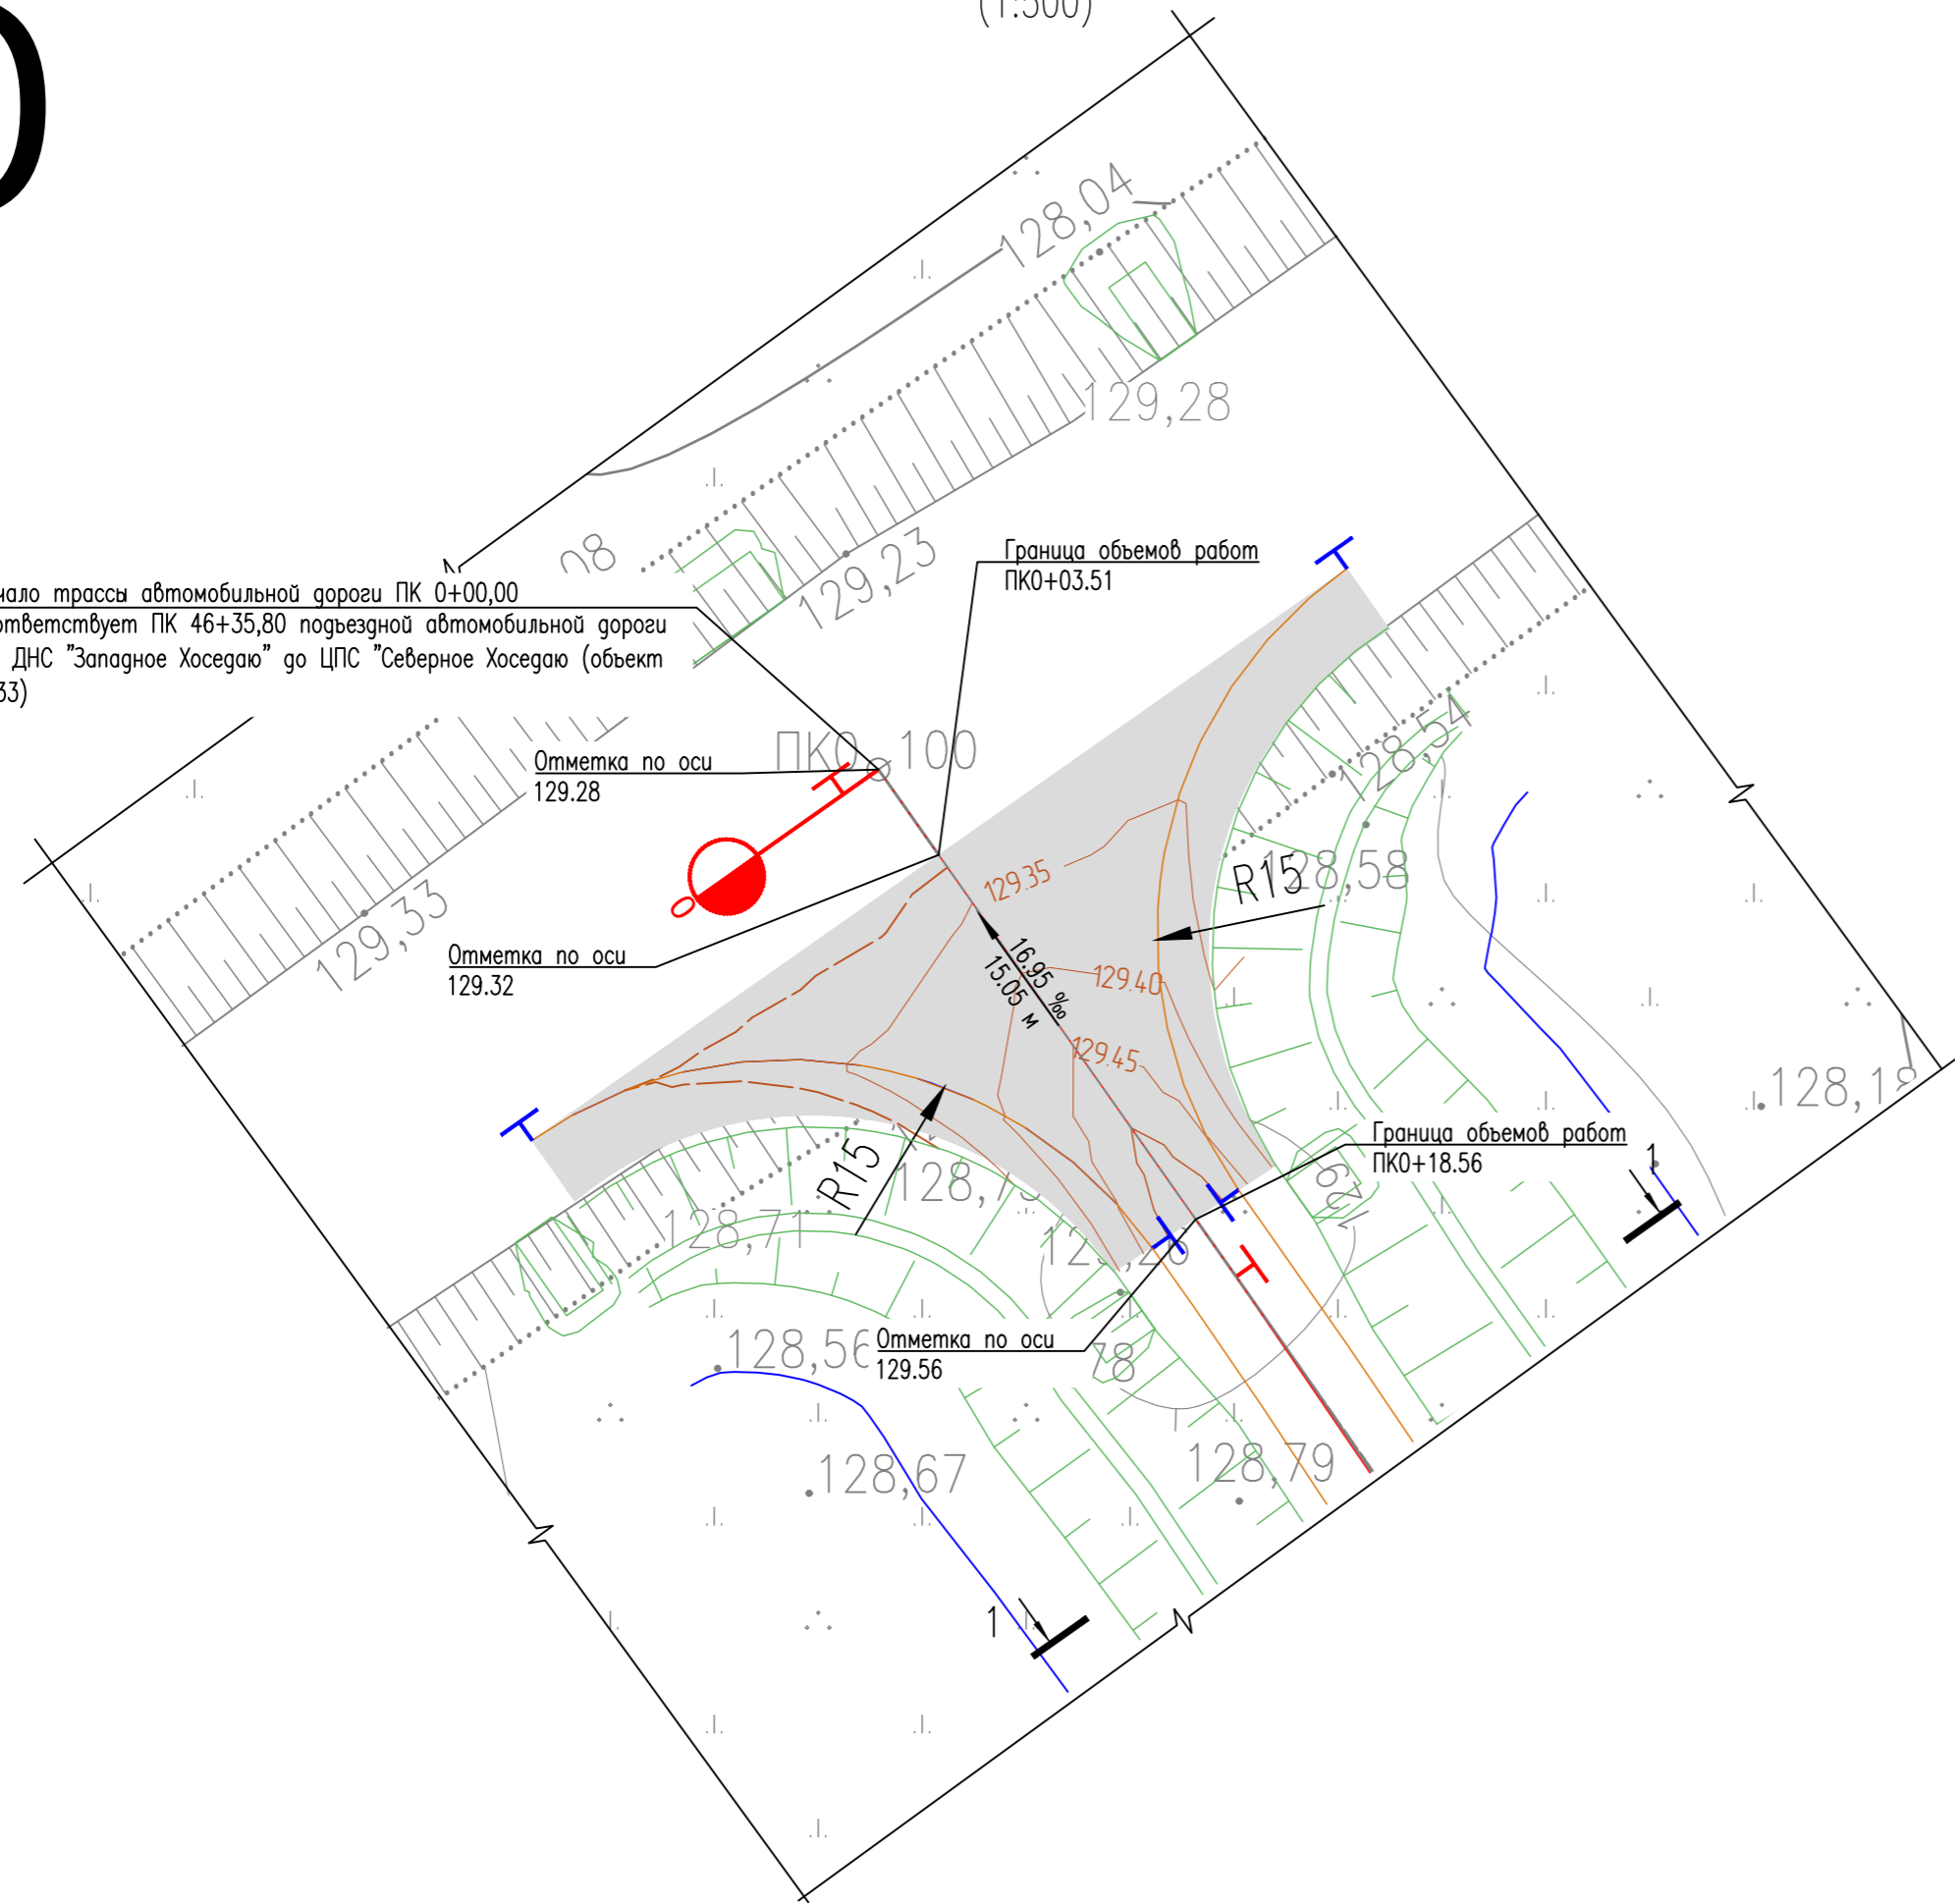 (1:500)
128,04
129,28
129,23
Граница объемов работ
ПК0+03.51
трассы автомобильной дороги ПК 0+00,00
ПК 46+35,80 подъездной автомобильной дороги
ДНС "Западное Хоседаю" до ЦПС "Северное Хоседаю (объект
33)
ПК0 100
Отметка по оси
129.28
128,54
128,58
R15
129.35
0
129,33
Отметка по оси
129.32
16.95 ‰
15.05 м
129.40
129.45
128,18
Граница объемов работ
ПК0+18.56
1
R15
128,71
128,56
Отметка по оси
129.56
78
128,67
128,79
1